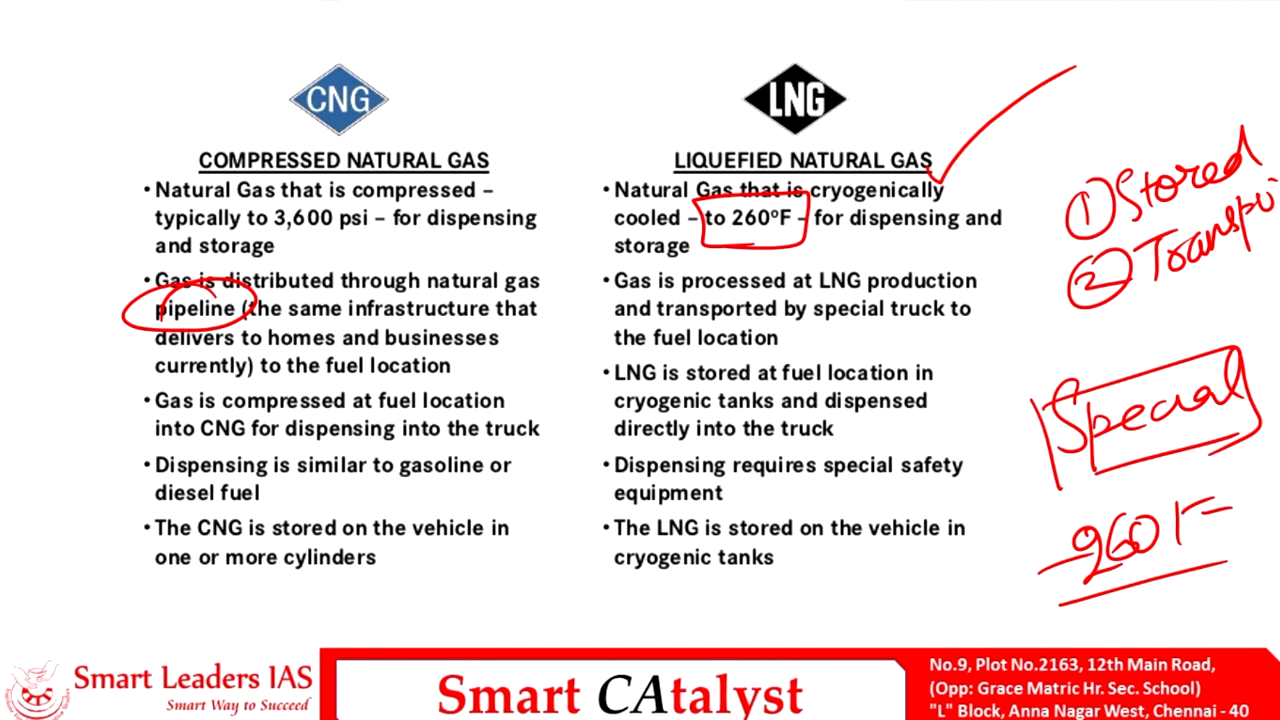 CNG
COMPRESSED NATURAL GAS
• Natural Gas that is compressed –
typically to 3,600 psi – for dispensing
and storage
• Gas is distributed through natural gas
pipeline (the same infrastructure that
delivers to homes and businesses
currently) to the fuel location
• Gas is compressed at fuel location
into CNG for dispensing into the truck
• Dispensing is similar to gasoline or
diesel fuel
• The CNG is stored on the vehicle in
one or more cylinders
LNG
LIQUEFIED NATURAL GAS
• Natural Gas that is cryogenically
cooled – to 260°F – for dispensing and
storage
• Gas is processed at LNG production
and transported by special truck to
the fuel location
• LNG is stored at fuel location in
cryogenic tanks and dispensed
directly into the truck
• Dispensing requires special safety
equipment
• The LNG is stored on the vehicle in
cryogenic tanks
① Stored
② Transpo
Special
-260 F
Smart Leaders IAS
Smart Way to Succeed
Smart CAtalyst
No.9, Plot No.2163, 12th Main Road,
(Opp: Grace Matric Hr. Sec. School)
"L" Block, Anna Nagar West, Chennai - 40